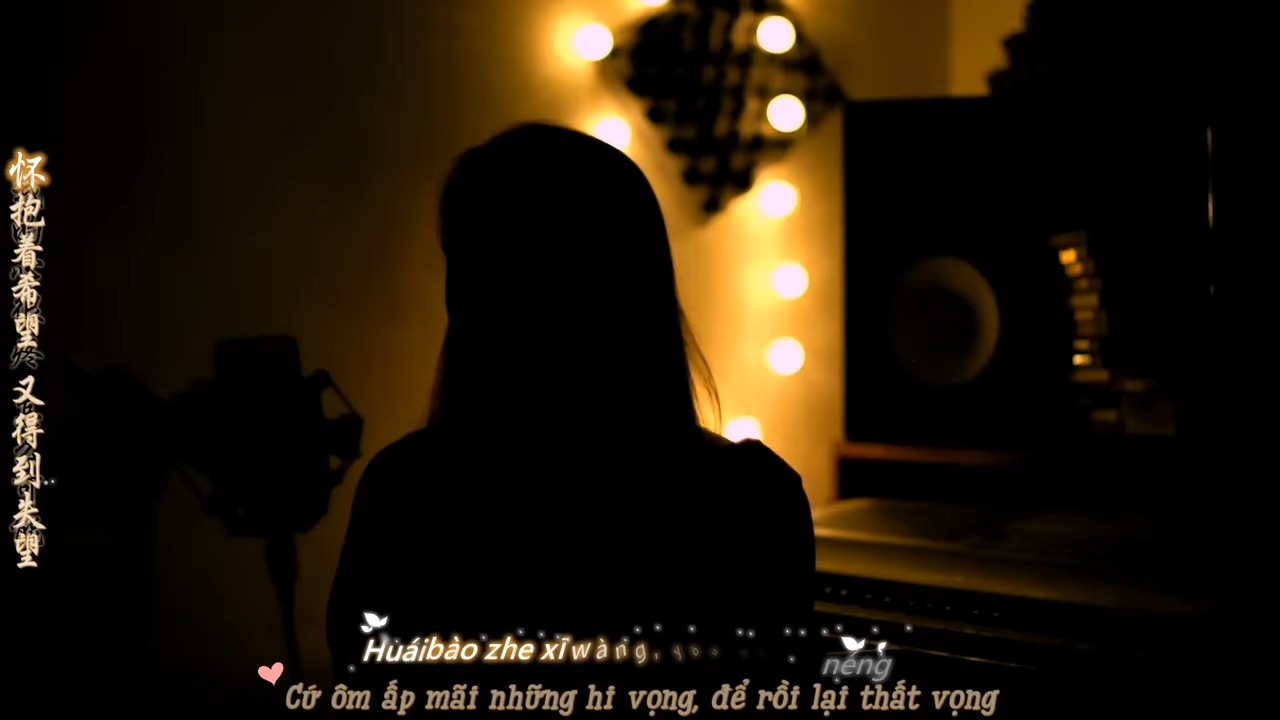 怀抱着希望 又得到失望
Huáibào zhe xīwàng, yòu
néng
Cứ ôm ấp mãi những hi vọng, để rồi lại thất vọng